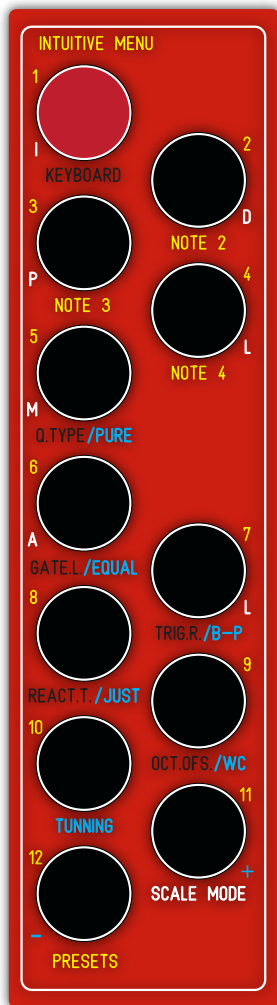 INTUITIVE MENU
1
I
KEYBOARD
2
D
NOTE 2
3
P
NOTE 3
4
L
NOTE 4
5
M
Q.TYPE/PURE
6
A
GATE.L./EQUAL
7
L
TRIG.R./B-P
8
REACT.T./JUST
9
OCT.OFS./WC
10
TUNNING
11
+
SCALE MODE
12
-
PRESETS